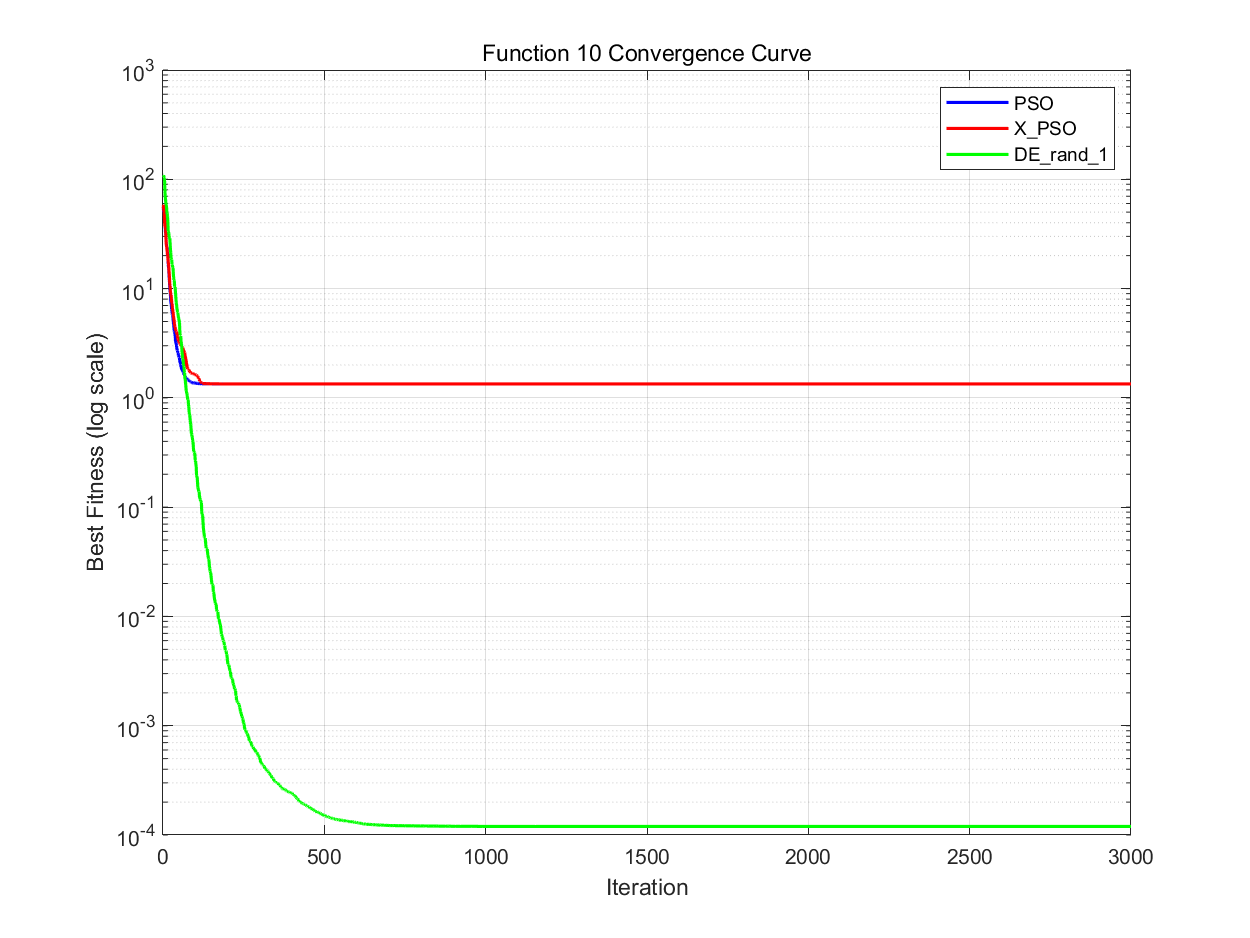 Function 10 Convergence Curve
10^3
10^2
10^1
10^0
10^-1
10^-2
10^-3
10^-4
Best Fitness (log scale)
PSO
X_PSO
DE_rand_1
0 500 1000 1500 2000 2500 3000
Iteration